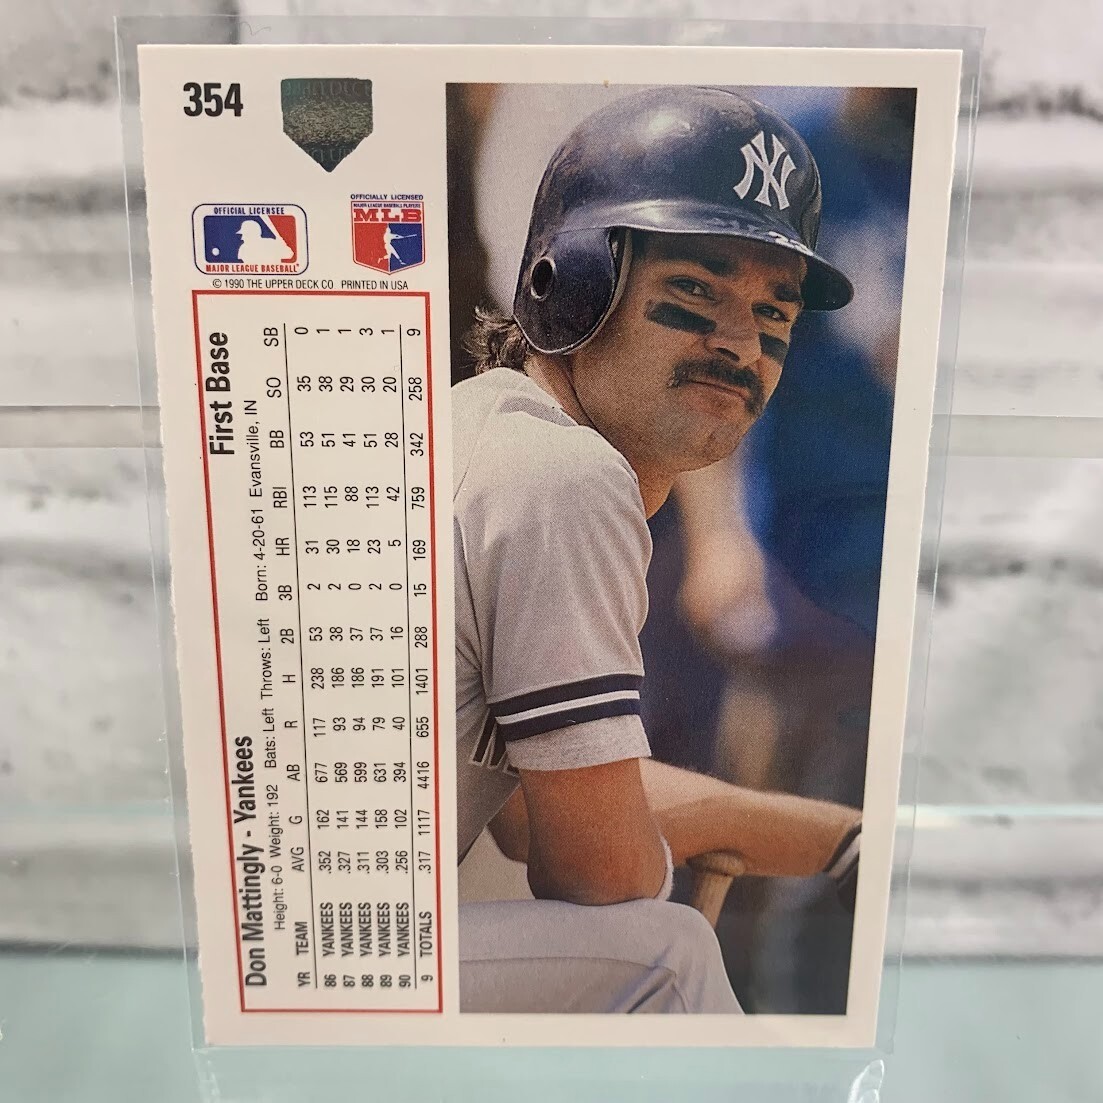 354
OFFICIAL LICENSEE
MAJOR LEAGUE BASEBALL
OFFICIALLY LICENSED
MAJOR LEAGUE BASEBALL PLAYERS
MLB
© 1990 THE UPPER DECK CO PRINTED IN USA
Don Mattingly - Yankees First Base
Height: 6-0 Weight: 192 Bats: Left Throws: Left Born: 4-20-61 Evansville, IN
YR TEAM AVG G AB R H 2B 3B HR RBI BB SO SB
86 YANKEES .352 162 677 117 238 53 2 31 113 53 35 0
87 YANKEES .327 141 569 93 186 38 2 30 115 51 38 1
88 YANKEES .311 144 599 94 186 37 0 18 88 41 29 1
89 YANKEES .303 158 631 79 191 37 2 23 113 51 30 3
90 YANKEES .256 102 394 40 101 16 0 5 42 28 20 1
9 TOTALS .317 1117 4416 655 1401 288 15 169 759 342 258 9
NY